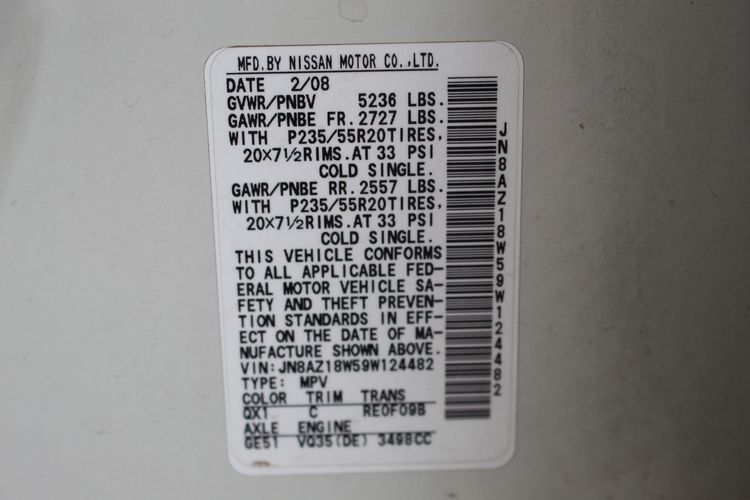 MFD.BY NISSAN MOTOR CO.,LTD.
DATE 2/08
GVWR/PNBV 5236 LBS.
GAWR/PNBE FR.2727 LBS.
WITH P235/55R20TIRES,
20×7½RIMS.AT 33 PSI
COLD SINGLE.
GAWR/PNBE RR.2557 LBS.
WITH P235/55R20TIRES,
20×7½RIMS.AT 33 PSI
COLD SINGLE.
THIS VEHICLE CONFORMS
TO ALL APPLICABLE FED-
ERAL MOTOR VEHICLE SA-
FETY AND THEFT PREVEN-
TION STANDARDS IN EFF-
ECT ON THE DATE OF MA-
NUFACTURE SHOWN ABOVE.
VIN:JN8AZ18W59W124482
TYPE: MPV
COLOR TRIM TRANS
QX1 C RE0F09B
AXLE ENGINE
GE51 VQ35(DE) 3498CC
JN8AZ18W59W124482